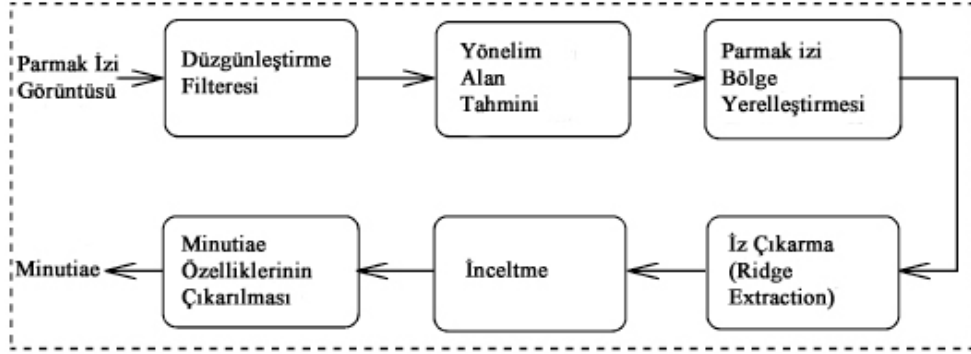 Parmak İzi
Görüntüsü
Düzgünleştirme
Filteresi
Yönelim
Alan
Tahmini
Parmak izi
Bölge
Yerelleştirmesi
İz Çıkarma
(Ridge
Extraction)
İnceltme
Minutiae
Özelliklerinin
Çıkarılması
Minutiae